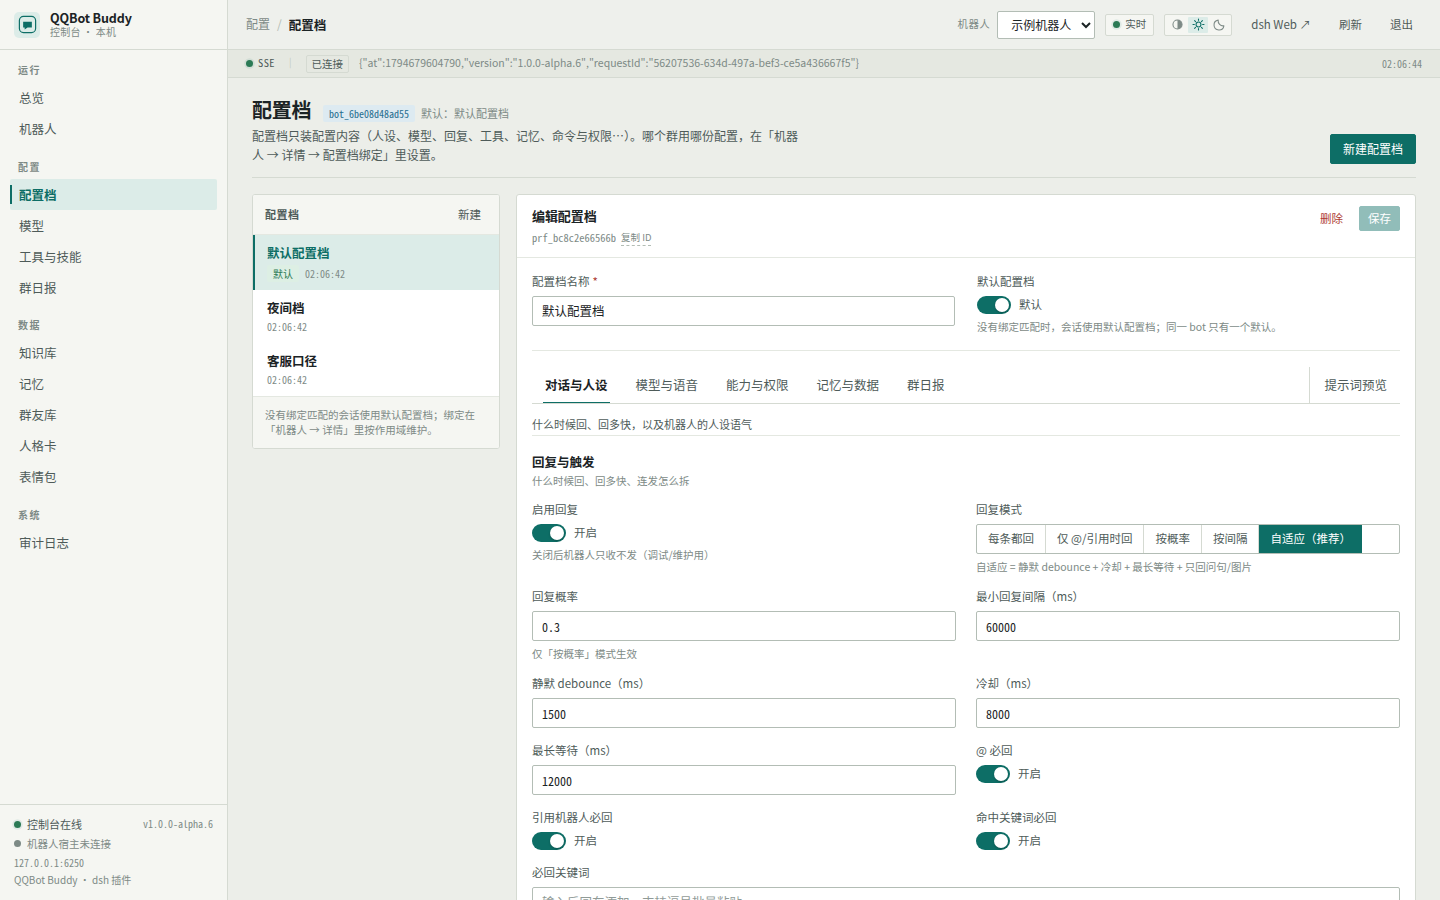 QQBot Buddy
控制台 · 本机
运行
总览
机器人
配置
配置档
模型
工具与技能
群日报
数据
知识库
记忆
群友库
人格卡
表情包
系统
审计日志
控制台在线 v1.0.0-alpha.6
机器人宿主未连接
127.0.0.1:6250
QQBot Buddy · dsh 插件
配置 / 配置档
机器人 示例机器人 实时 dsh Web ↗ 刷新 退出
SSE 已连接 {"at":1794679604790,"version":"1.0.0-alpha.6","requestId":"56207536-634d-497a-bef3-ce5a436667f5"} 02:06:44
配置档 bot_6be08d48ad55 默认：默认配置档
配置档只装配置内容（人设、模型、回复、工具、记忆、命令与权限…）。哪个群用哪份配置，在「机器
人 → 详情 → 配置档绑定」里设置。
新建配置档
配置档 新建
默认配置档
默认 02:06:42
夜间档
02:06:42
客服口径
02:06:42
没有绑定匹配的会话使用默认配置档；绑定在
「机器人 → 详情」里按作用域维护。
编辑配置档
prf_bc8c2e66566b 复制 ID
删除 保存
配置档名称 *
默认配置档
默认配置档
默认
没有绑定匹配时，会话使用默认配置档；同一 bot 只有一个默认。
对话与人设 模型与语音 能力与权限 记忆与数据 群日报 提示词预览
什么时候回、回多快，以及机器人的人设语气
回复与触发
什么时候回、回多快、连发怎么拆
启用回复
开启
关闭后机器人只收不发（调试/维护用）
回复模式
每条都回 仅 @/引用时回 按概率 按间隔 自适应（推荐）
自适应 = 静默 debounce + 冷却 + 最长等待 + 只回问句/图片
回复概率
0.3
仅「按概率」模式生效
最小回复间隔（ms）
60000
静默 debounce（ms）
1500
冷却（ms）
8000
最长等待（ms）
12000
@ 必回
开启
引用机器人必回
开启
命中关键词必回
开启
必回关键词